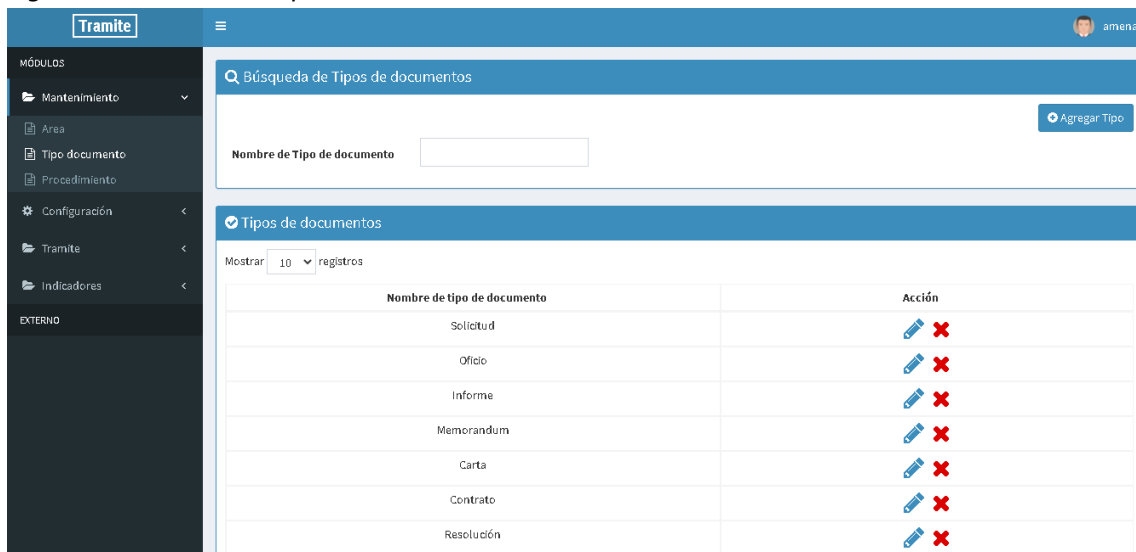 Tramite
amena
MÓDULOS
Mantenimiento
Area
Tipo documento
Procedimiento
Configuración
Tramite
Indicadores
EXTERNO
Búsqueda de Tipos de documentos
Agregar Tipo
Nombre de Tipo de documento
Tipos de documentos
Mostrar 10 registros
Nombre de tipo de documento Acción
Solicitud
Oficio
Informe
Memorandum
Carta
Contrato
Resolución